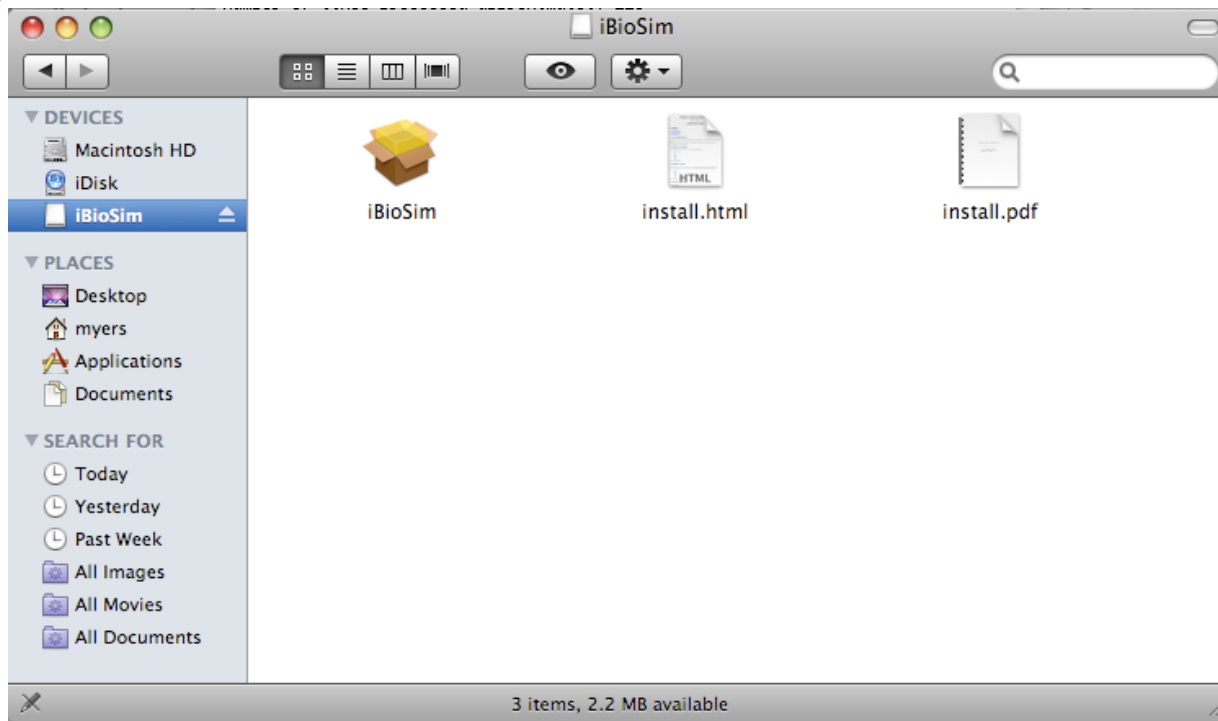 iBioSim
DEVICES
Macintosh HD
iDisk
iBioSim
PLACES
Desktop
myers
Applications
Documents
SEARCH FOR
Today
Yesterday
Past Week
All Images
All Movies
All Documents
HTML
iBioSim
install.html
install.pdf
3 items, 2.2 MB available